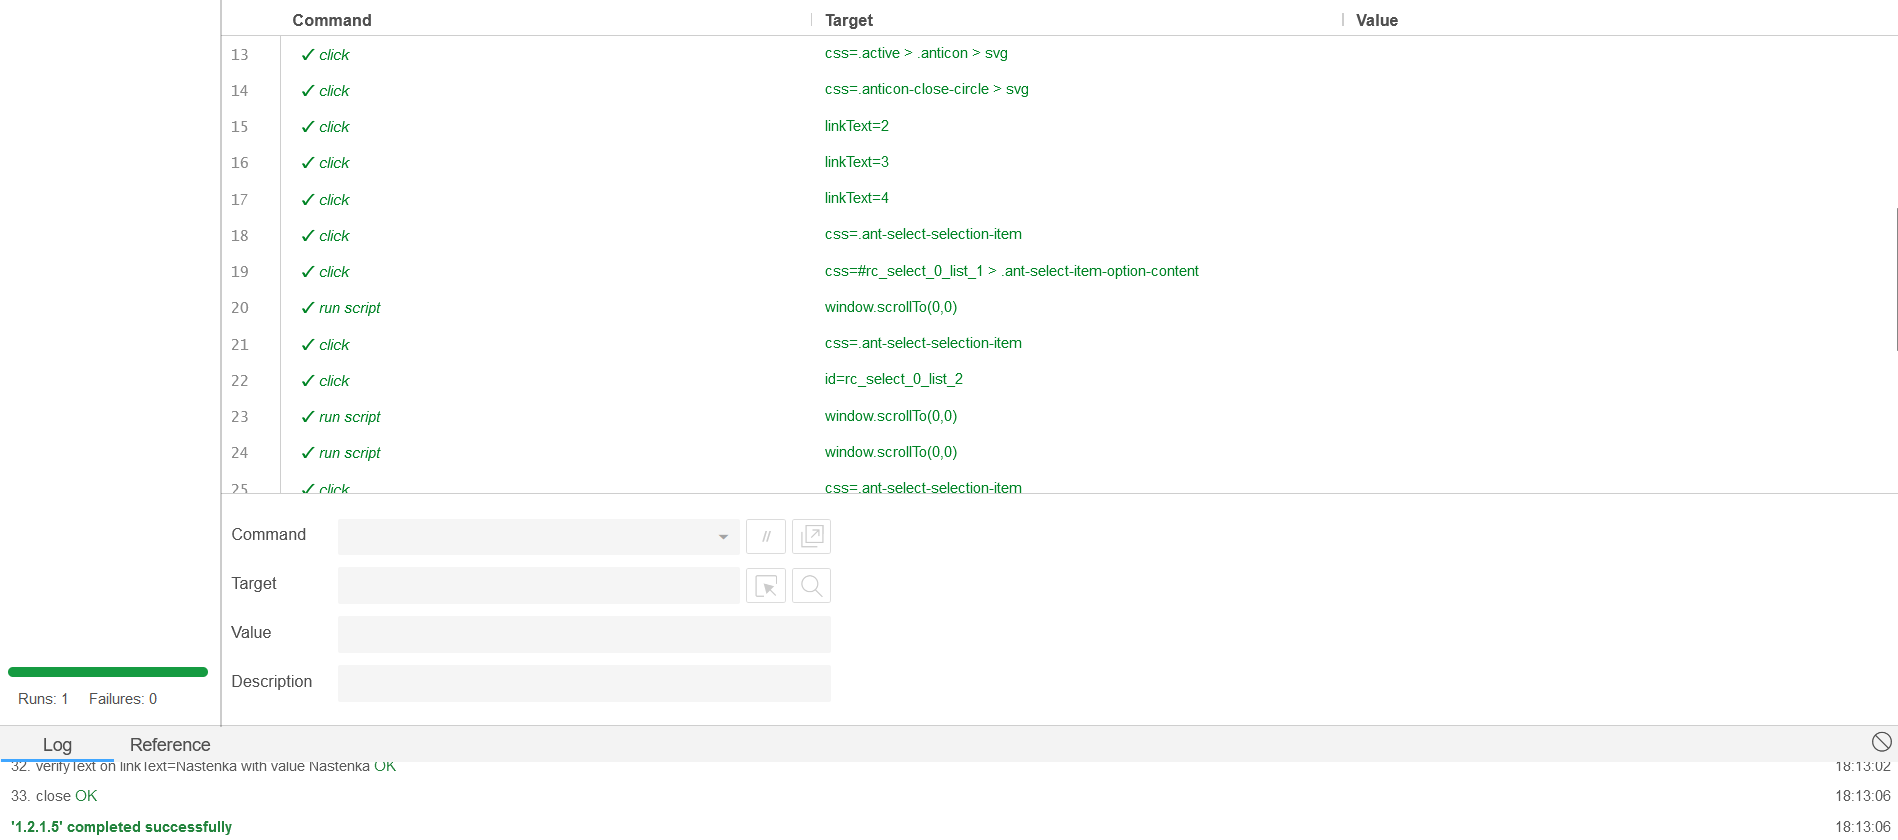 Command Target Value
13 ✓ click css=.active > .anticon > svg
14 ✓ click css=.anticon-close-circle > svg
15 ✓ click linkText=2
16 ✓ click linkText=3
17 ✓ click linkText=4
18 ✓ click css=.ant-select-selection-item
19 ✓ click css=#rc_select_0_list_1 > .ant-select-item-option-content
20 ✓ run script window.scrollTo(0,0)
21 ✓ click css=.ant-select-selection-item
22 ✓ click id=rc_select_0_list_2
23 ✓ run script window.scrollTo(0,0)
24 ✓ run script window.scrollTo(0,0)
25 ✓ click css=.ant-select-selection-item
Command //
Target
Value
Description
Runs: 1 Failures: 0
Log Reference
32. verifyText on linkText=Nastenka with value Nastenka OK 18:13:02
33. close OK 18:13:06
'1.2.1.5' completed successfully 18:13:06